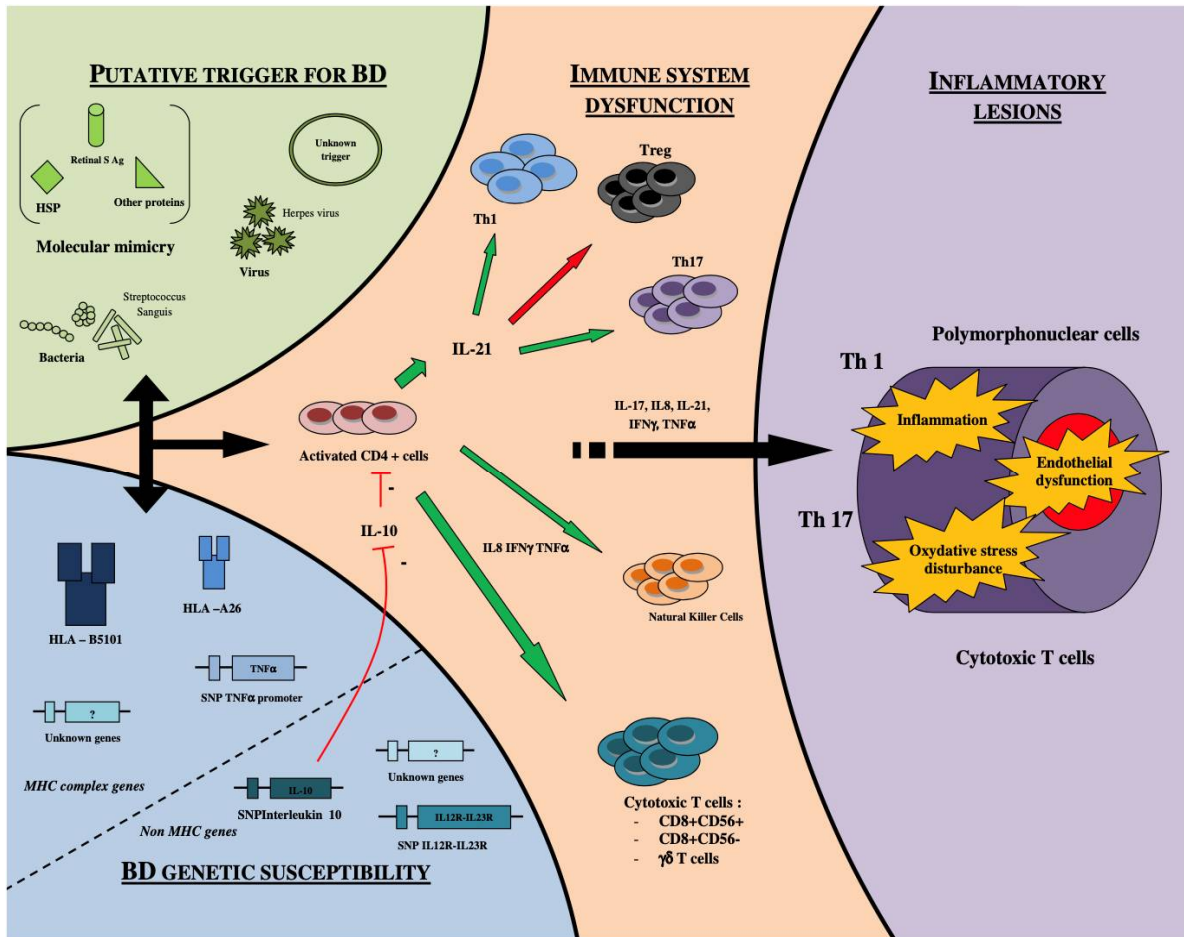 PUTATIVE TRIGGER FOR BD
Retinal S Ag
HSP
Other proteins
Molecular mimicry
Unknown
trigger
Herpes virus
Virus
Streptococcus
Sanguis
Bacteria
IMMUNE SYSTEM
DYSFUNCTION
Th1
Treg
Th17
IL-21
Activated CD4 + cells
-
IL-10
-
IL8 IFNγ TNFα
IL-17, IL8, IL-21,
IFNγ, TNFα
Natural Killer Cells
Cytotoxic T cells :
- CD8+CD56+
- CD8+CD56-
- γδ T cells
INFLAMMATORY
LESIONS
Polymorphonuclear cells
Th 1
Inflammation
Endothelial
dysfunction
Th 17
Oxydative stress
disturbance
Cytotoxic T cells
HLA – B5101
HLA –A26
TNFα
SNP TNFα promoter
?
Unknown genes
MHC complex genes
IL-10
SNPInterleukin 10
Non MHC genes
?
Unknown genes
IL12R-IL23R
SNP IL12R-IL23R
BD GENETIC SUSCEPTIBILITY